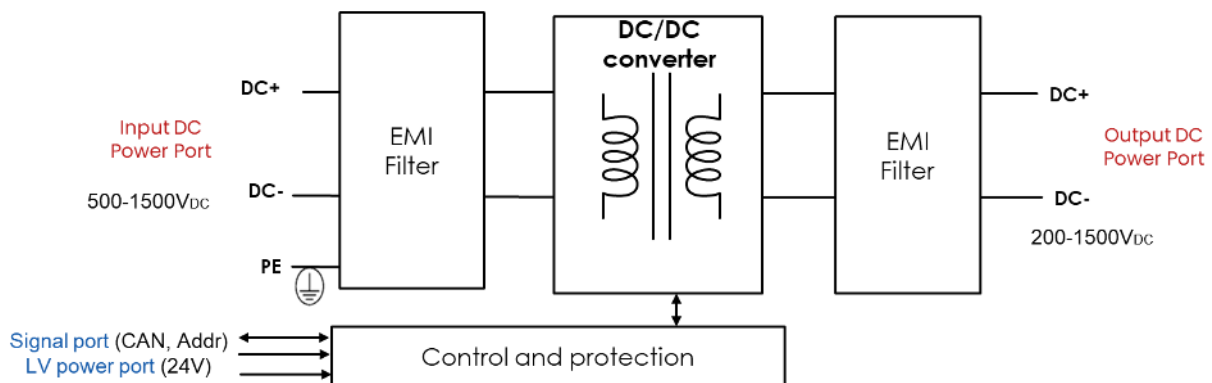 DC/DC
converter
DC+
Input DC
Power Port
EMI
Filter
DC-
500-1500VDC
PE
EMI
Filter
DC+
Output DC
Power Port
DC-
200-1500VDC
Signal port (CAN, Addr)
LV power port (24V)
Control and protection